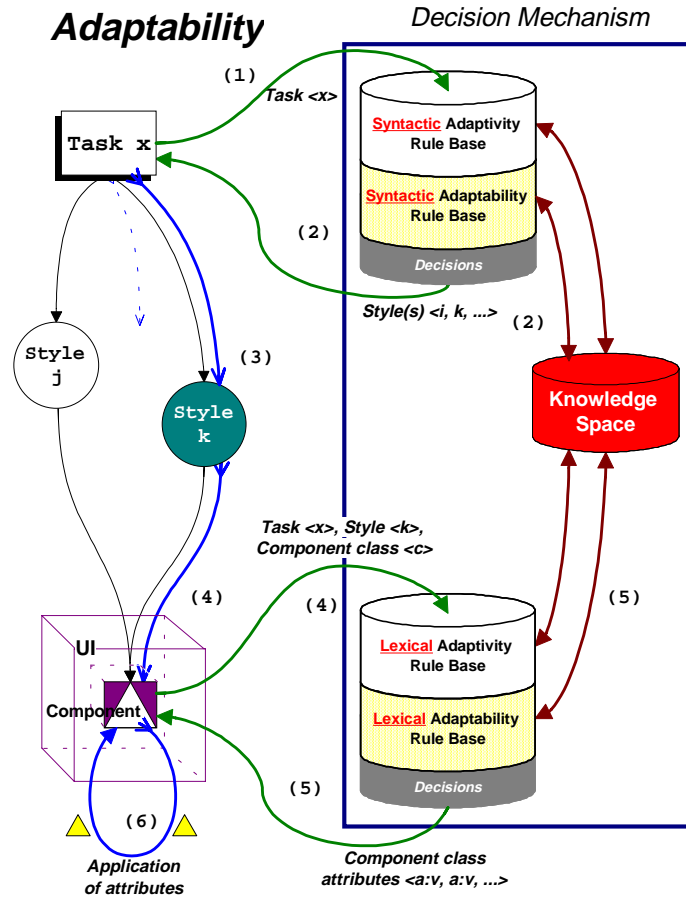 Adaptability
Decision Mechanism
(1)
Task <x>
Task x
Syntactic Adaptivity
Rule Base
Syntactic Adaptability
Rule Base
Decisions
(2)
Style(s) <i, k, ...>
(2)
(3)
Style
j
Style
k
Knowledge
Space
Task <x>, Style <k>,
Component class <c>
(4)
(4)
(5)
UI
Component
Lexical Adaptivity
Rule Base
Lexical Adaptability
Rule Base
Decisions
(5)
(6)
Application
of attributes
Component class
attributes <a:v, a:v, ...>